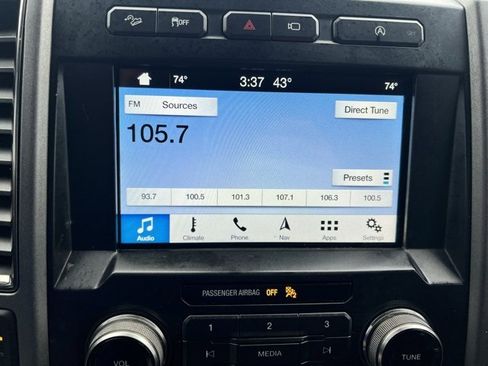 OFF
74° 3:37 43° 74°
FM Sources Direct Tune
105.7
Presets
93.7 100.5 101.3 107.1 106.3 100.5
Audio Climate Phone Nav Apps Settings
PASSENGER AIRBAG OFF 2
1 2 3
VOL MEDIA TUNE